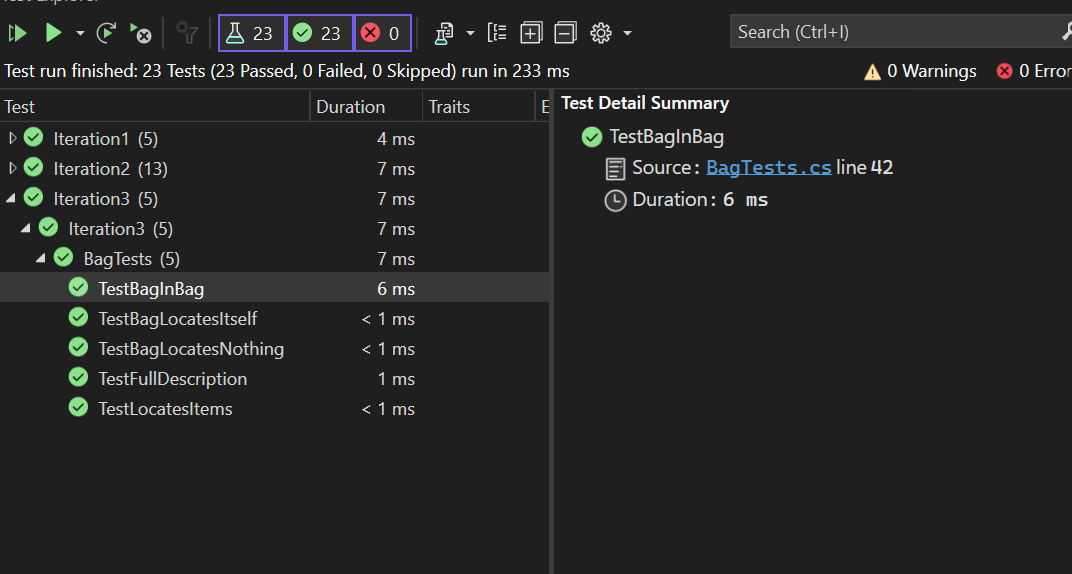 23 23 0 Search (Ctrl+I)
Test run finished: 23 Tests (23 Passed, 0 Failed, 0 Skipped) run in 233 ms 0 Warnings 0 Error
Test Duration Traits E
Iteration1 (5) 4 ms
Iteration2 (13) 7 ms
Iteration3 (5) 7 ms
Iteration3 (5) 7 ms
BagTests (5) 7 ms
TestBagInBag 6 ms
TestBagLocatesItself < 1 ms
TestBagLocatesNothing < 1 ms
TestFullDescription 1 ms
TestLocatesItems < 1 ms
Test Detail Summary
TestBagInBag
Source: BagTests.cs line 42
Duration: 6 ms